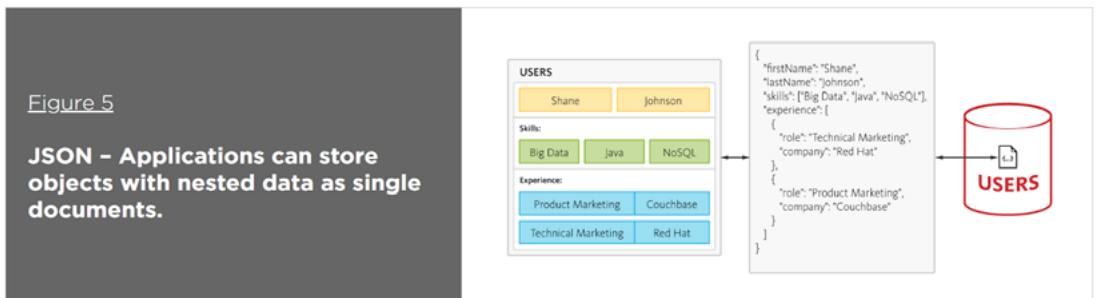 Figure 5
JSON – Applications can store
objects with nested data as single
documents.
USERS
Shane Johnson
Skills:
Big Data Java NoSQL
Experience:
Product Marketing Couchbase
Technical Marketing Red Hat
{
"firstName": "Shane",
"lastName": "Johnson",
"skills": ["Big Data", "Java", "NoSQL"],
"experience": [
{
"role": "Technical Marketing",
"company": "Red Hat"
},
{
"role": "Product Marketing",
"company": "Couchbase"
}
]
}
{...}
USERS